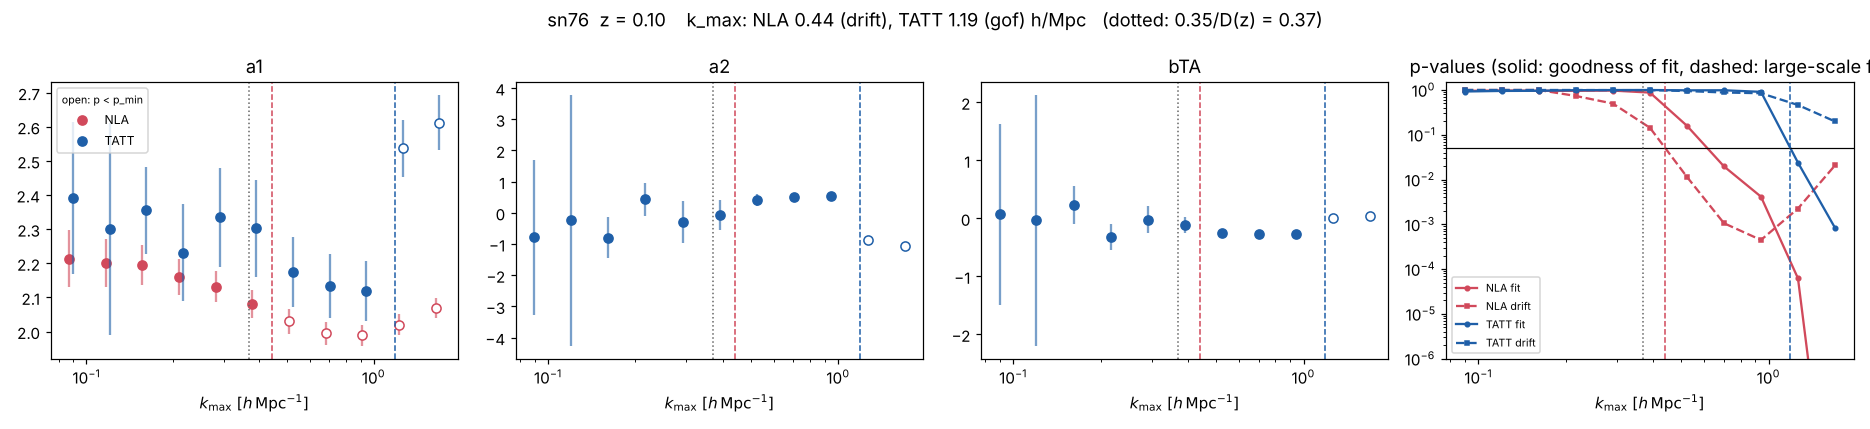 sn76  z = 0.10    k_max: NLA 0.44 (drift), TATT 1.19 (gof) h/Mpc   (dotted: 0.35/D(z) = 0.37)
a1
2.7
2.6
2.5
2.4
2.3
2.2
2.1
2.0
open: p < p_min
NLA
TATT
10⁻¹
10⁰
k_max [h Mpc⁻¹]
a2
4
3
2
1
0
−1
−2
−3
−4
10⁻¹
10⁰
k_max [h Mpc⁻¹]
bTA
2
1
0
−1
−2
10⁻¹
10⁰
k_max [h Mpc⁻¹]
p-values (solid: goodness of fit, dashed: large-scale f
10⁰
10⁻¹
10⁻²
10⁻³
10⁻⁴
10⁻⁵
10⁻⁶
NLA fit
NLA drift
TATT fit
TATT drift
10⁻¹
10⁰
k_max [h Mpc⁻¹]